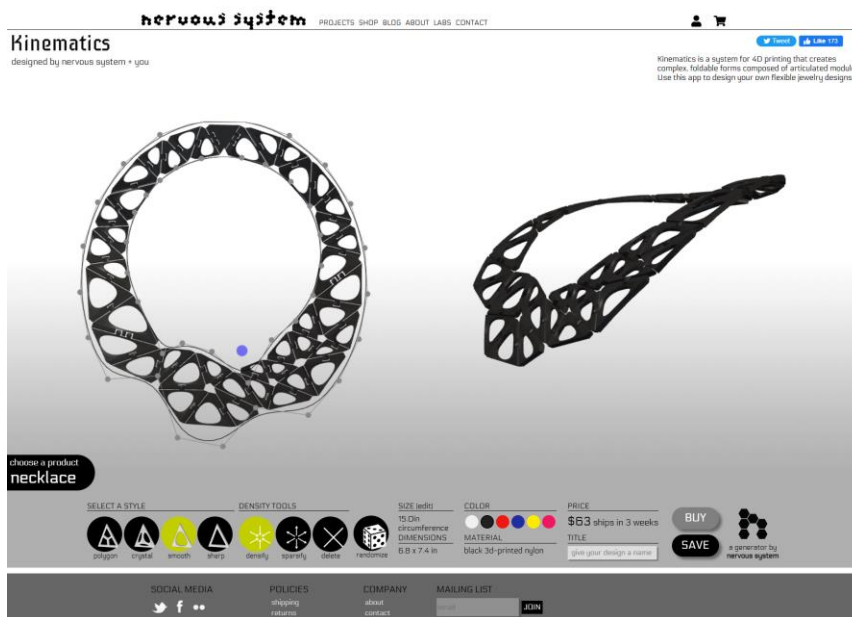 nervous system
PROJECTS SHOP BLOG ABOUT LABS CONTACT
Kinematics
designed by nervous system + you
Tweet
Like 173
Kinematics is a system for 4D printing that creates
complex, foldable forms composed of articulated modul
Use this app to design your own flexible jewelry designs
choose a product
necklace
SELECT A STYLE
polygon
crystal
smooth
sharp
DENSITY TOOLS
densify
sparsify
delete
randomize
SIZE (edit)
15.0in
circumference
DIMENSIONS
6.8 x 7.4 in
COLOR
MATERIAL
black 3d-printed nylon
PRICE
$63 ships in 3 weeks
TITLE
give your design a name
BUY
SAVE
a generator by
nervous system
SOCIAL MEDIA
POLICIES
shipping
returns
COMPANY
about
contact
MAILING LIST
email
JOIN